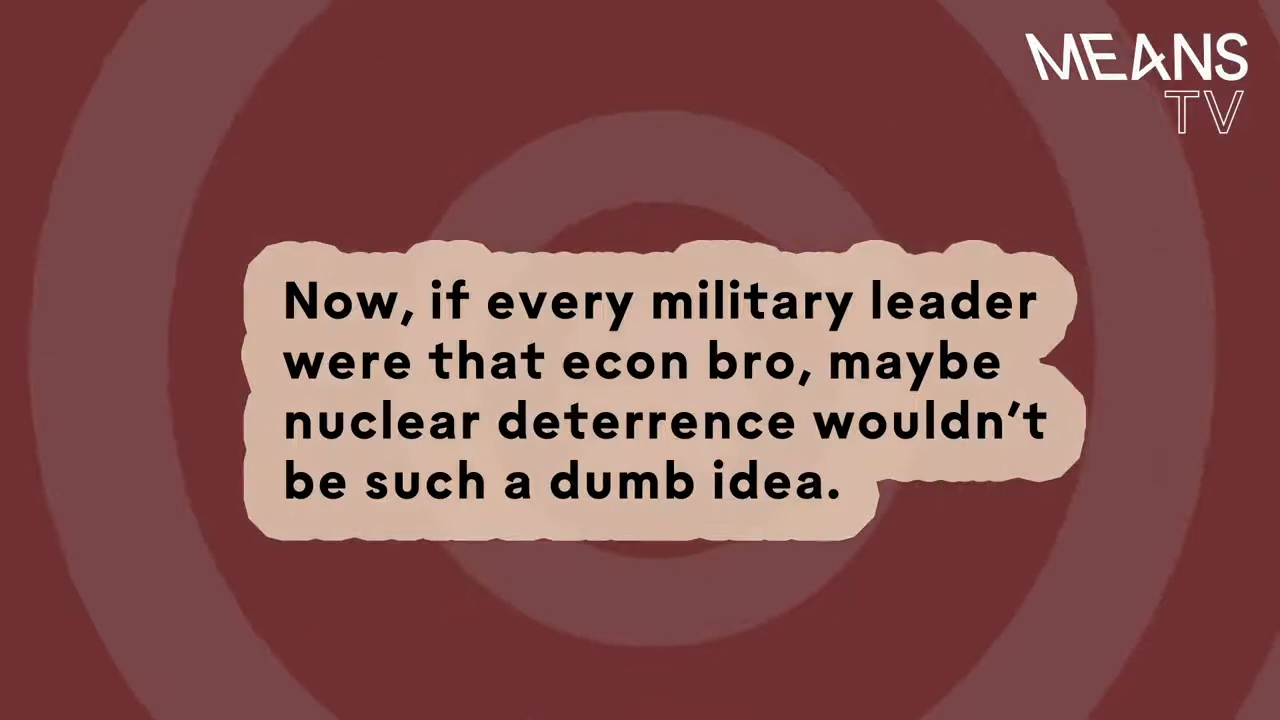 MEANS
TV
Now, if every military leader
were that econ bro, maybe
nuclear deterrence wouldn’t
be such a dumb idea.